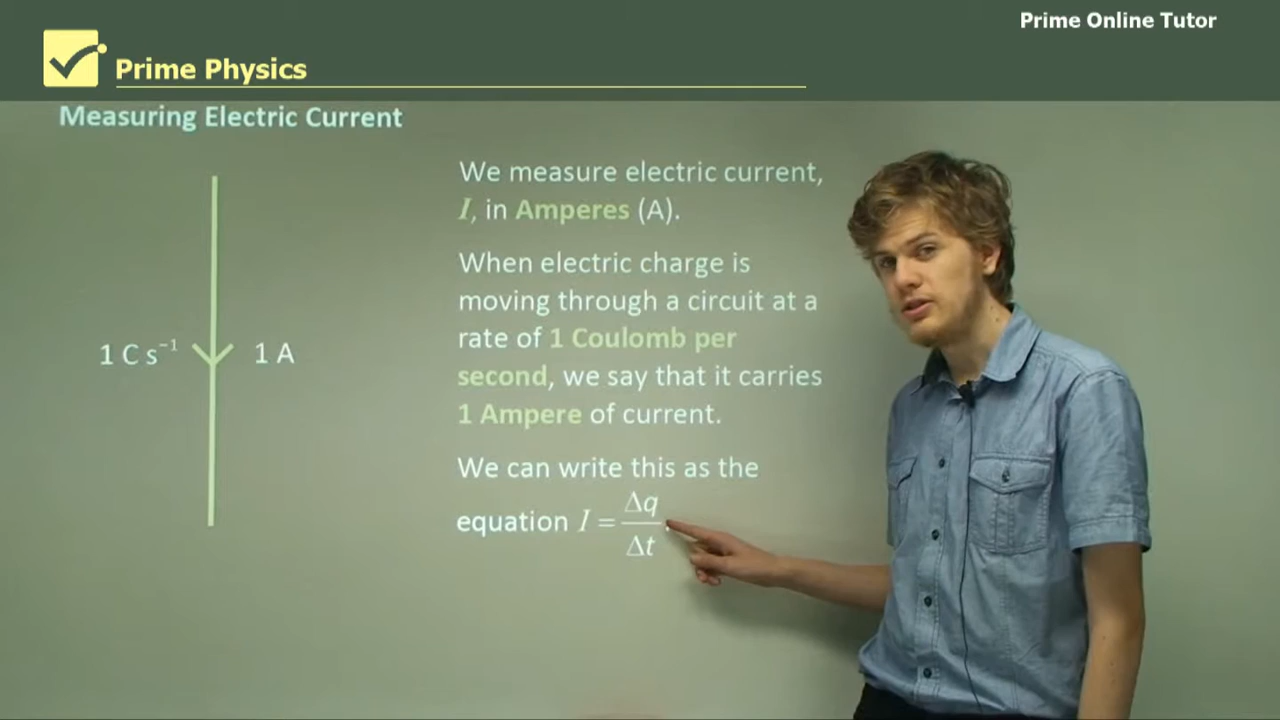 Prime Online Tutor
Prime Physics
Measuring Electric Current
We measure electric current,
I, in Amperes (A).
When electric charge is
moving through a circuit at a
rate of 1 Coulomb per
second, we say that it carries
1 Ampere of current.
We can write this as the
equation I = Δq/Δt.
1 C s⁻¹ 1 A